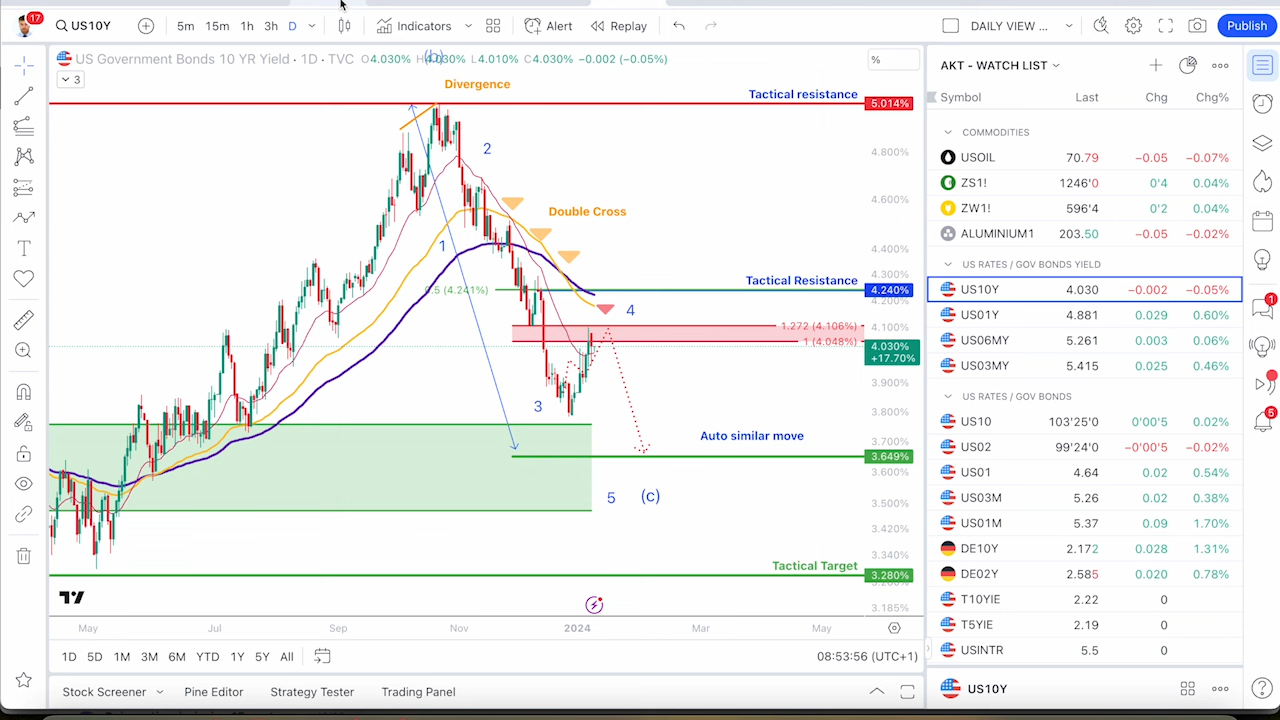 17 US10Y 5m 15m 1h 3h D Indicators Alert Replay DAILY VIEW ... Publish
US Government Bonds 10 YR Yield · 1D · TVC O4.030% H4.030% L4.010% C4.030% −0.002 (−0.05%)
(b)
3
%
Divergence
Tactical resistance
5.014%
2
4.800%
4.600%
Double Cross
1
4.400%
4.300%
Tactical Resistance
0.5 (4.241%)
4.240%
4.200%
4
1.272 (4.106%)
4.100%
1 (4.048%)
4.030%
+17.70%
3.900%
3
3.800%
Auto similar move
3.700%
3.649%
3.600%
5 (c)
3.500%
3.420%
3.340%
Tactical Target
3.280%
3.185%
May Jul Sep Nov 2024 Mar May
1D 5D 1M 3M 6M YTD 5Y All 08:53:56 (UTC+1)
Stock Screener Pine Editor Strategy Tester Trading Panel
AKT - WATCH LIST
Symbol Last Chg Chg%
COMMODITIES
USOIL 70.79 −0.05 −0.07%
ZS1! 1246'0 0'4 0.04%
ZW1! 596'4 0'2 0.04%
ALUMINIUM1 203.50 −0.05 −0.02%
US RATES / GOV BONDS YIELD
US10Y 4.030 −0.002 −0.05%
US01Y 4.881 0.029 0.60%
US06MY 5.261 0.003 0.06%
US03MY 5.415 0.025 0.46%
US RATES / GOV BONDS
US10 103'25'0 0'00'5 0.02%
US02 99'24'0 −0'00'5 −0.02%
US01 4.64 0.02 0.54%
US03M 5.26 0.02 0.38%
US01M 5.37 0.09 1.70%
DE10Y 2.172 0.028 1.31%
DE02Y 2.585 0.020 0.78%
T10YIE 2.22 0
T5YIE 2.19 0
USINTR 5.5 0
US10Y
1
5